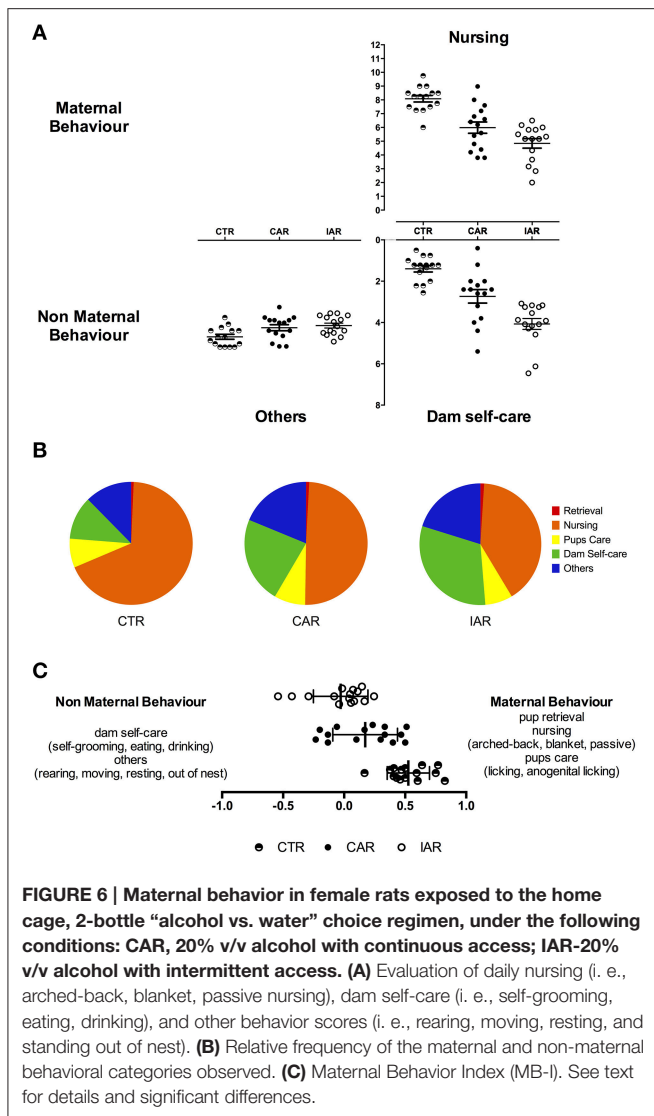 A
Nursing
Maternal
Behaviour
12
11
10
9
8
7
6
5
4
3
2
1
0
CTR CAR IAR
CTR CAR IAR
0
2
4
6
8
Non Maternal
Behaviour
Others
Dam self-care
B
Retrieval
Nursing
Pups Care
Dam Self-care
Others
CTR
CAR
IAR
C
Non Maternal Behaviour
dam self-care
(self-grooming, eating, drinking)
others
(rearing, moving, resting, out of nest)
Maternal Behaviour
pup retrieval
nursing
(arched-back, blanket, passive)
pups care
(licking, anogenital licking)
-1.0 -0.5 0.0 0.5 1.0
CTR CAR IAR
FIGURE 6 | Maternal behavior in female rats exposed to the home
cage, 2-bottle “alcohol vs. water” choice regimen, under the following
conditions: CAR, 20% v/v alcohol with continuous access; IAR-20%
v/v alcohol with intermittent access. (A) Evaluation of daily nursing (i. e.,
arched-back, blanket, passive nursing), dam self-care (i. e., self-grooming,
eating, drinking), and other behavior scores (i. e., rearing, moving, resting, and
standing out of nest). (B) Relative frequency of the maternal and non-maternal
behavioral categories observed. (C) Maternal Behavior Index (MB-I). See text
for details and significant differences.